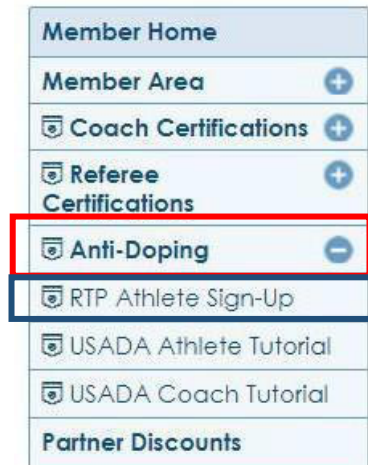 Member Home
Member Area
Coach Certifications
Referee
Certifications
Anti-Doping
RTP Athlete Sign-Up
USADA Athlete Tutorial
USADA Coach Tutorial
Partner Discounts